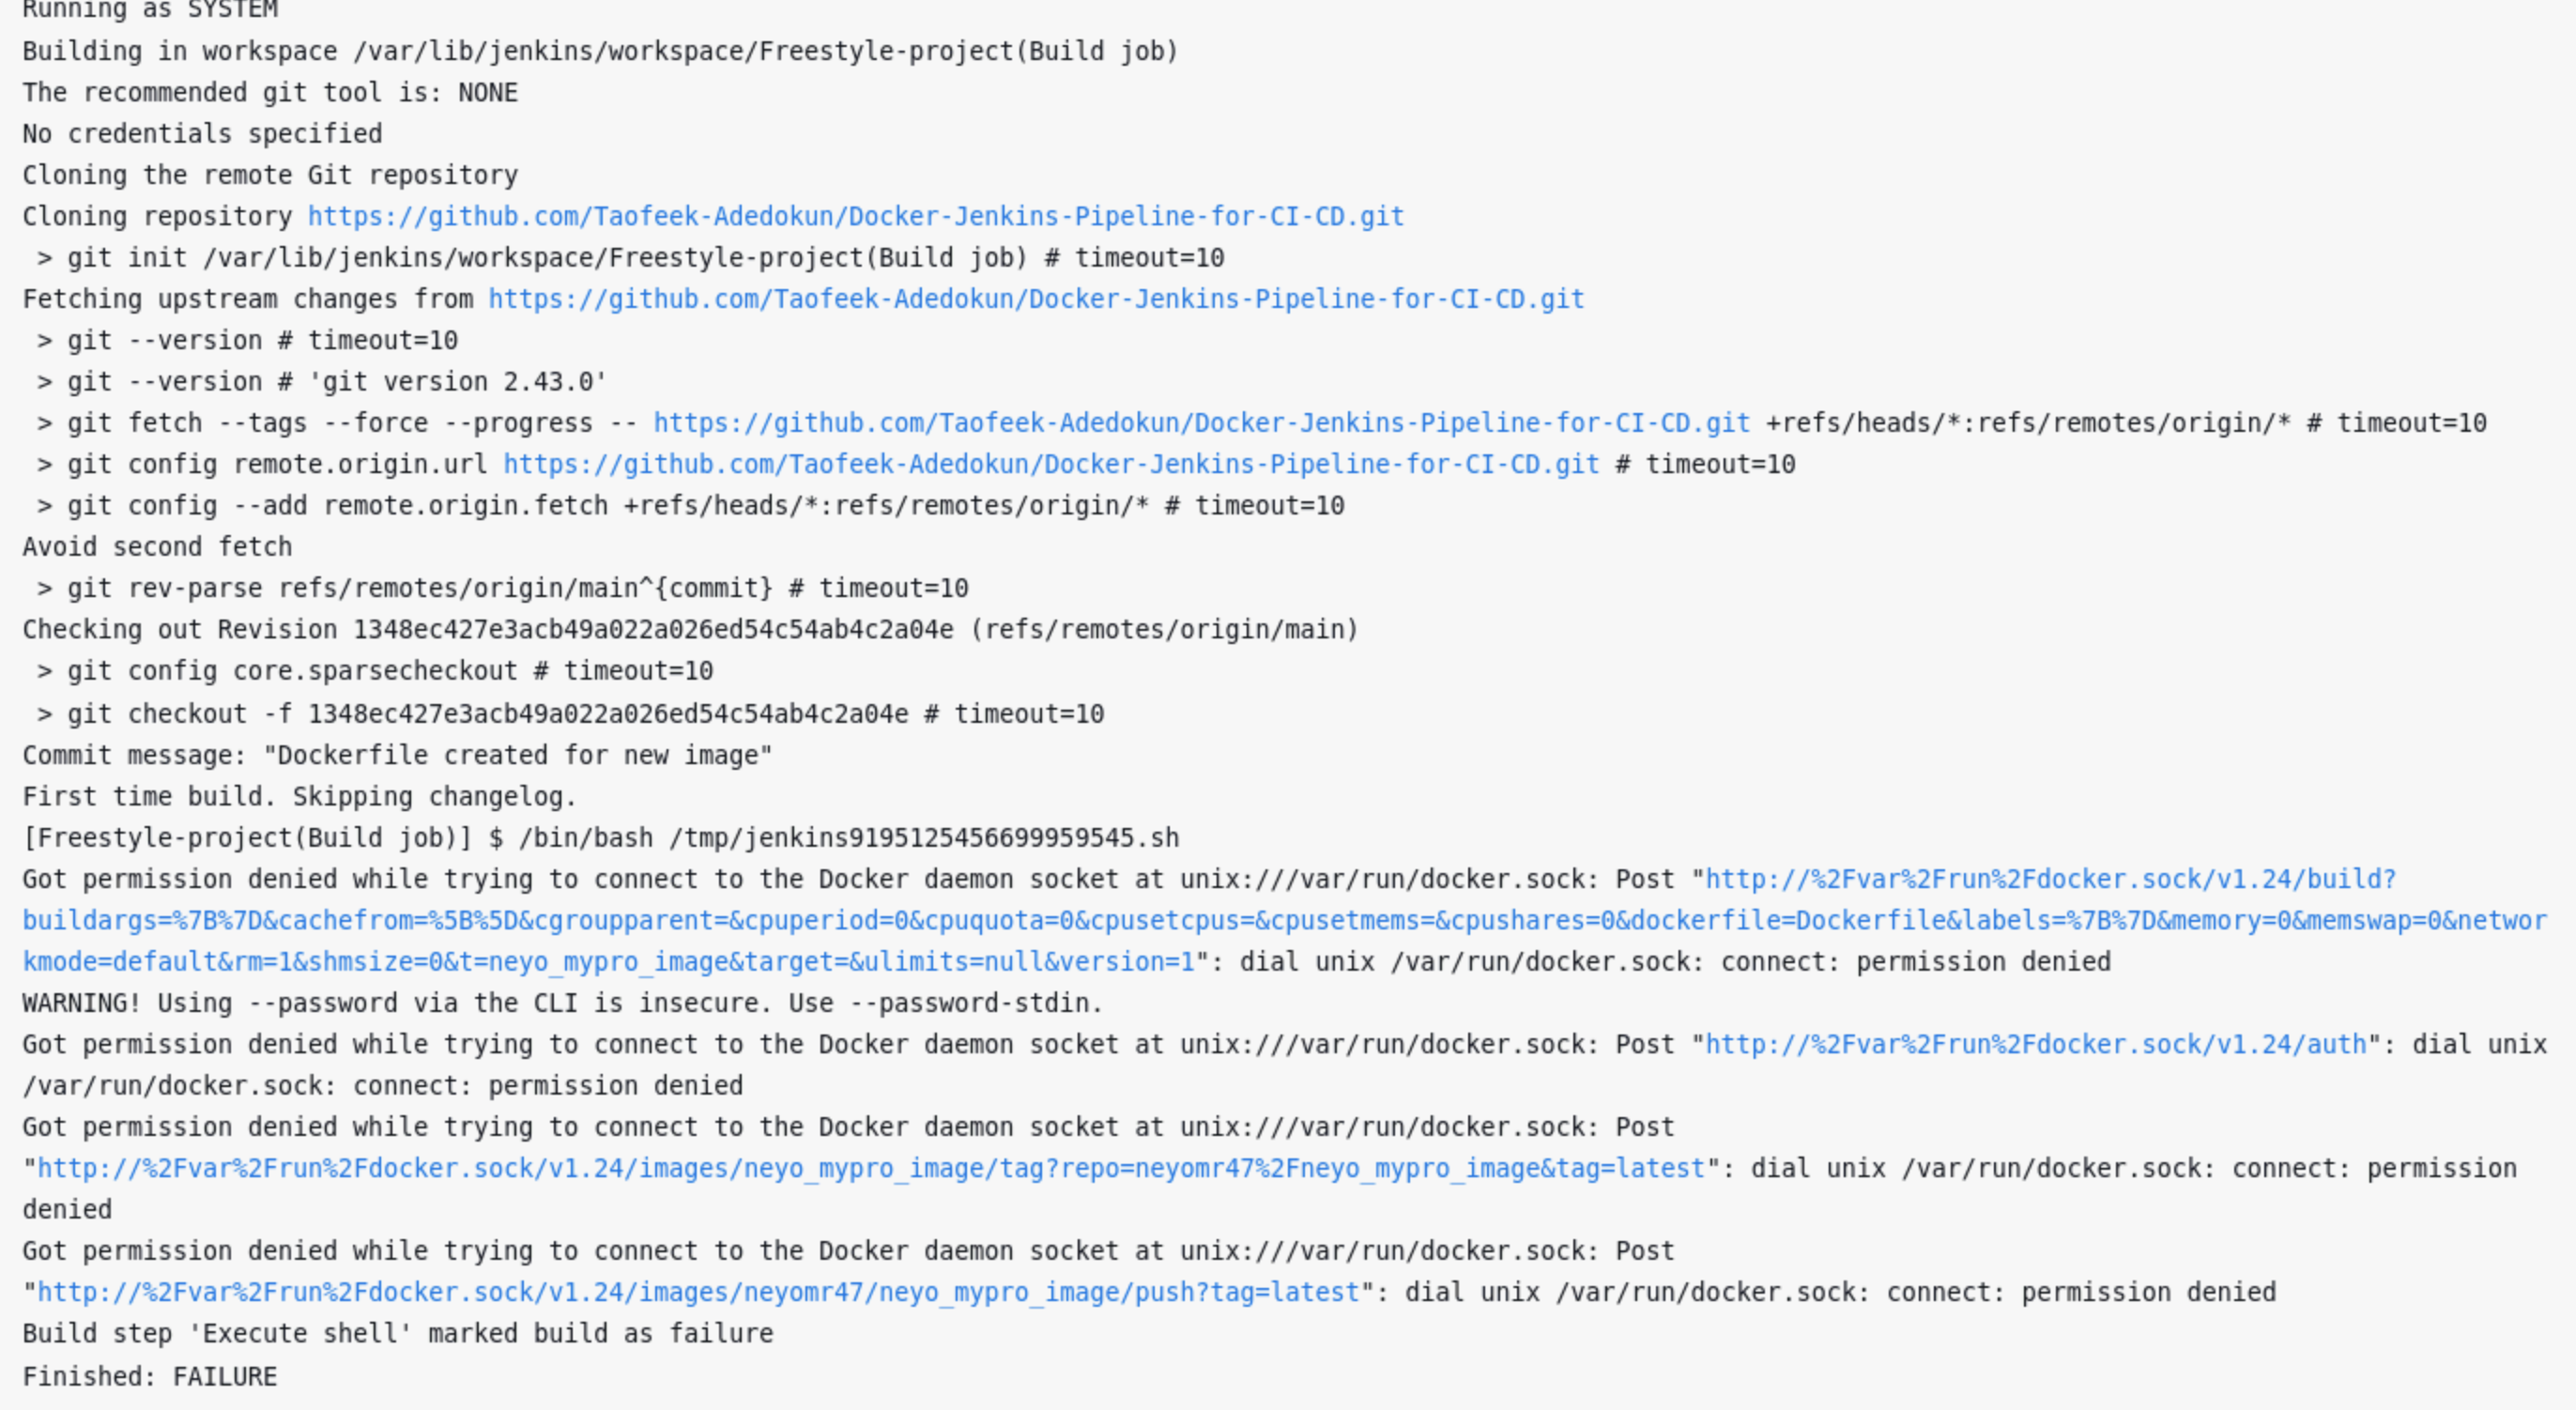 Running as SYSTEM
Building in workspace /var/lib/jenkins/workspace/Freestyle-project(Build job)
The recommended git tool is: NONE
No credentials specified
Cloning the remote Git repository
Cloning repository https://github.com/Taofeek-Adedokun/Docker-Jenkins-Pipeline-for-CI-CD.git
 > git init /var/lib/jenkins/workspace/Freestyle-project(Build job) # timeout=10
Fetching upstream changes from https://github.com/Taofeek-Adedokun/Docker-Jenkins-Pipeline-for-CI-CD.git
 > git --version # timeout=10
 > git --version # 'git version 2.43.0'
 > git fetch --tags --force --progress -- https://github.com/Taofeek-Adedokun/Docker-Jenkins-Pipeline-for-CI-CD.git +refs/heads/*:refs/remotes/origin/* # timeout=10
 > git config remote.origin.url https://github.com/Taofeek-Adedokun/Docker-Jenkins-Pipeline-for-CI-CD.git # timeout=10
 > git config --add remote.origin.fetch +refs/heads/*:refs/remotes/origin/* # timeout=10
Avoid second fetch
 > git rev-parse refs/remotes/origin/main^{commit} # timeout=10
Checking out Revision 1348ec427e3acb49a022a026ed54c54ab4c2a04e (refs/remotes/origin/main)
 > git config core.sparsecheckout # timeout=10
 > git checkout -f 1348ec427e3acb49a022a026ed54c54ab4c2a04e # timeout=10
Commit message: "Dockerfile created for new image"
First time build. Skipping changelog.
[Freestyle-project(Build job)] $ /bin/bash /tmp/jenkins9195125456699959545.sh
Got permission denied while trying to connect to the Docker daemon socket at unix:///var/run/docker.sock: Post "http://%2Fvar%2Frun%2Fdocker.sock/v1.24/build?
buildargs=%7B%7D&cachefrom=%5B%5D&cgroupparent=&cpuperiod=0&cpuquota=0&cpusetcpus=&cpusetmems=&cpushares=0&dockerfile=Dockerfile&labels=%7B%7D&memory=0&memswap=0&networ
kmode=default&rm=1&shmsize=0&t=neyo_mypro_image&target=&ulimits=null&version=1": dial unix /var/run/docker.sock: connect: permission denied
WARNING! Using --password via the CLI is insecure. Use --password-stdin.
Got permission denied while trying to connect to the Docker daemon socket at unix:///var/run/docker.sock: Post "http://%2Fvar%2Frun%2Fdocker.sock/v1.24/auth": dial unix
/var/run/docker.sock: connect: permission denied
Got permission denied while trying to connect to the Docker daemon socket at unix:///var/run/docker.sock: Post
"http://%2Fvar%2Frun%2Fdocker.sock/v1.24/images/neyo_mypro_image/tag?repo=neyomr47%2Fneyo_mypro_image&tag=latest": dial unix /var/run/docker.sock: connect: permission
denied
Got permission denied while trying to connect to the Docker daemon socket at unix:///var/run/docker.sock: Post
"http://%2Fvar%2Frun%2Fdocker.sock/v1.24/images/neyomr47/neyo_mypro_image/push?tag=latest": dial unix /var/run/docker.sock: connect: permission denied
Build step 'Execute shell' marked build as failure
Finished: FAILURE